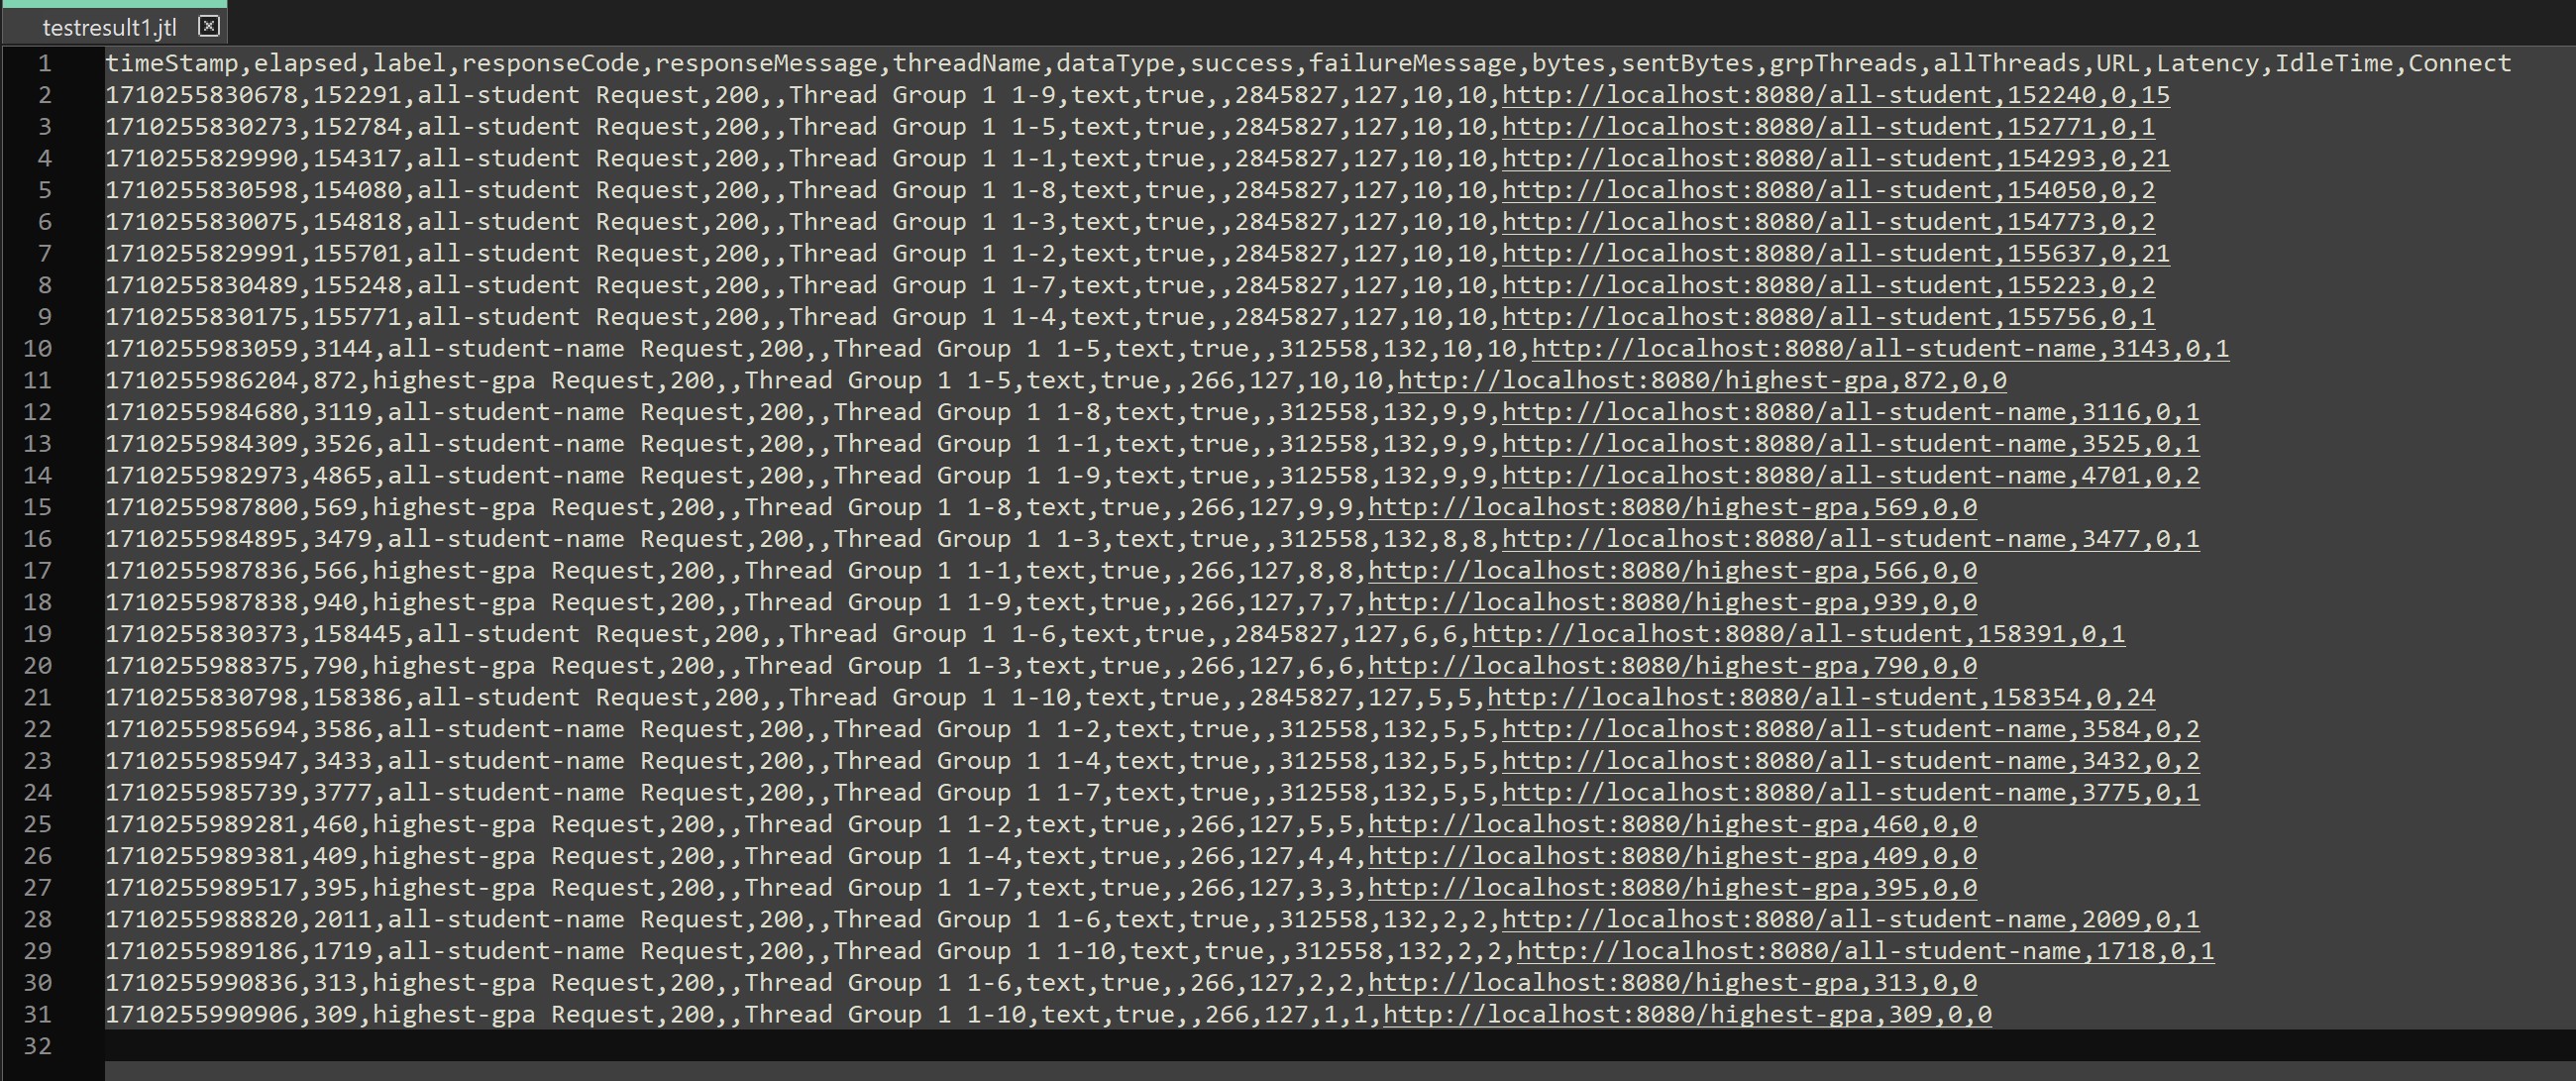 testresult1.jtl
1 timeStamp,elapsed,label,responseCode,responseMessage,threadName,dataType,success,failureMessage,bytes,sentBytes,grpThreads,allThreads,URL,Latency,IdleTime,Connect
2 1710255830678,152291,all-student Request,200,,Thread Group 1 1-9,text,true,,2845827,127,10,10,http://localhost:8080/all-student,152240,0,15
3 1710255830273,152784,all-student Request,200,,Thread Group 1 1-5,text,true,,2845827,127,10,10,http://localhost:8080/all-student,152771,0,1
4 1710255829990,154317,all-student Request,200,,Thread Group 1 1-1,text,true,,2845827,127,10,10,http://localhost:8080/all-student,154293,0,21
5 1710255830598,154080,all-student Request,200,,Thread Group 1 1-8,text,true,,2845827,127,10,10,http://localhost:8080/all-student,154050,0,2
6 1710255830075,154818,all-student Request,200,,Thread Group 1 1-3,text,true,,2845827,127,10,10,http://localhost:8080/all-student,154773,0,2
7 1710255829991,155701,all-student Request,200,,Thread Group 1 1-2,text,true,,2845827,127,10,10,http://localhost:8080/all-student,155637,0,21
8 1710255830489,155248,all-student Request,200,,Thread Group 1 1-7,text,true,,2845827,127,10,10,http://localhost:8080/all-student,155223,0,2
9 1710255830175,155771,all-student Request,200,,Thread Group 1 1-4,text,true,,2845827,127,10,10,http://localhost:8080/all-student,155756,0,1
10 1710255983059,3144,all-student-name Request,200,,Thread Group 1 1-5,text,true,,312558,132,10,10,http://localhost:8080/all-student-name,3143,0,1
11 1710255986204,872,highest-gpa Request,200,,Thread Group 1 1-5,text,true,,266,127,10,10,http://localhost:8080/highest-gpa,872,0,0
12 1710255984680,3119,all-student-name Request,200,,Thread Group 1 1-8,text,true,,312558,132,9,9,http://localhost:8080/all-student-name,3116,0,1
13 1710255984309,3526,all-student-name Request,200,,Thread Group 1 1-1,text,true,,312558,132,9,9,http://localhost:8080/all-student-name,3525,0,1
14 1710255982973,4865,all-student-name Request,200,,Thread Group 1 1-9,text,true,,312558,132,9,9,http://localhost:8080/all-student-name,4701,0,2
15 1710255987800,569,highest-gpa Request,200,,Thread Group 1 1-8,text,true,,266,127,9,9,http://localhost:8080/highest-gpa,569,0,0
16 1710255984895,3479,all-student-name Request,200,,Thread Group 1 1-3,text,true,,312558,132,8,8,http://localhost:8080/all-student-name,3477,0,1
17 1710255987836,566,highest-gpa Request,200,,Thread Group 1 1-1,text,true,,266,127,8,8,http://localhost:8080/highest-gpa,566,0,0
18 1710255987838,940,highest-gpa Request,200,,Thread Group 1 1-9,text,true,,266,127,7,7,http://localhost:8080/highest-gpa,939,0,0
19 1710255830373,158445,all-student Request,200,,Thread Group 1 1-6,text,true,,2845827,127,6,6,http://localhost:8080/all-student,158391,0,1
20 1710255988375,790,highest-gpa Request,200,,Thread Group 1 1-3,text,true,,266,127,6,6,http://localhost:8080/highest-gpa,790,0,0
21 1710255830798,158386,all-student Request,200,,Thread Group 1 1-10,text,true,,2845827,127,5,5,http://localhost:8080/all-student,158354,0,24
22 1710255985694,3586,all-student-name Request,200,,Thread Group 1 1-2,text,true,,312558,132,5,5,http://localhost:8080/all-student-name,3584,0,2
23 1710255985947,3433,all-student-name Request,200,,Thread Group 1 1-4,text,true,,312558,132,5,5,http://localhost:8080/all-student-name,3432,0,2
24 1710255985739,3777,all-student-name Request,200,,Thread Group 1 1-7,text,true,,312558,132,5,5,http://localhost:8080/all-student-name,3775,0,1
25 1710255989281,460,highest-gpa Request,200,,Thread Group 1 1-2,text,true,,266,127,5,5,http://localhost:8080/highest-gpa,460,0,0
26 1710255989381,409,highest-gpa Request,200,,Thread Group 1 1-4,text,true,,266,127,4,4,http://localhost:8080/highest-gpa,409,0,0
27 1710255989517,395,highest-gpa Request,200,,Thread Group 1 1-7,text,true,,266,127,3,3,http://localhost:8080/highest-gpa,395,0,0
28 1710255988820,2011,all-student-name Request,200,,Thread Group 1 1-6,text,true,,312558,132,2,2,http://localhost:8080/all-student-name,2009,0,1
29 1710255989186,1719,all-student-name Request,200,,Thread Group 1 1-10,text,true,,312558,132,2,2,http://localhost:8080/all-student-name,1718,0,1
30 1710255990836,313,highest-gpa Request,200,,Thread Group 1 1-6,text,true,,266,127,2,2,http://localhost:8080/highest-gpa,313,0,0
31 1710255990906,309,highest-gpa Request,200,,Thread Group 1 1-10,text,true,,266,127,1,1,http://localhost:8080/highest-gpa,309,0,0
32